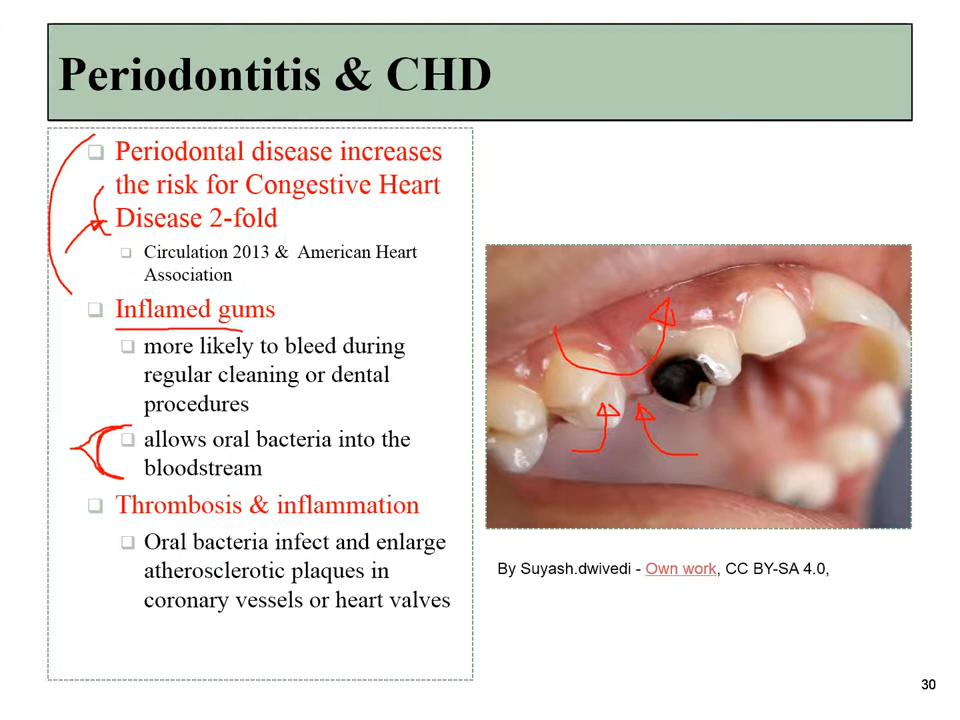 Periodontitis & CHD
Periodontal disease increases
the risk for Congestive Heart
Disease 2-fold
Circulation 2013 & American Heart
Association
Inflamed gums
more likely to bleed during
regular cleaning or dental
procedures
allows oral bacteria into the
bloodstream
Thrombosis & inflammation
Oral bacteria infect and enlarge
atherosclerotic plaques in
coronary vessels or heart valves
By Suyash.dwivedi - Own work, CC BY-SA 4.0,
30